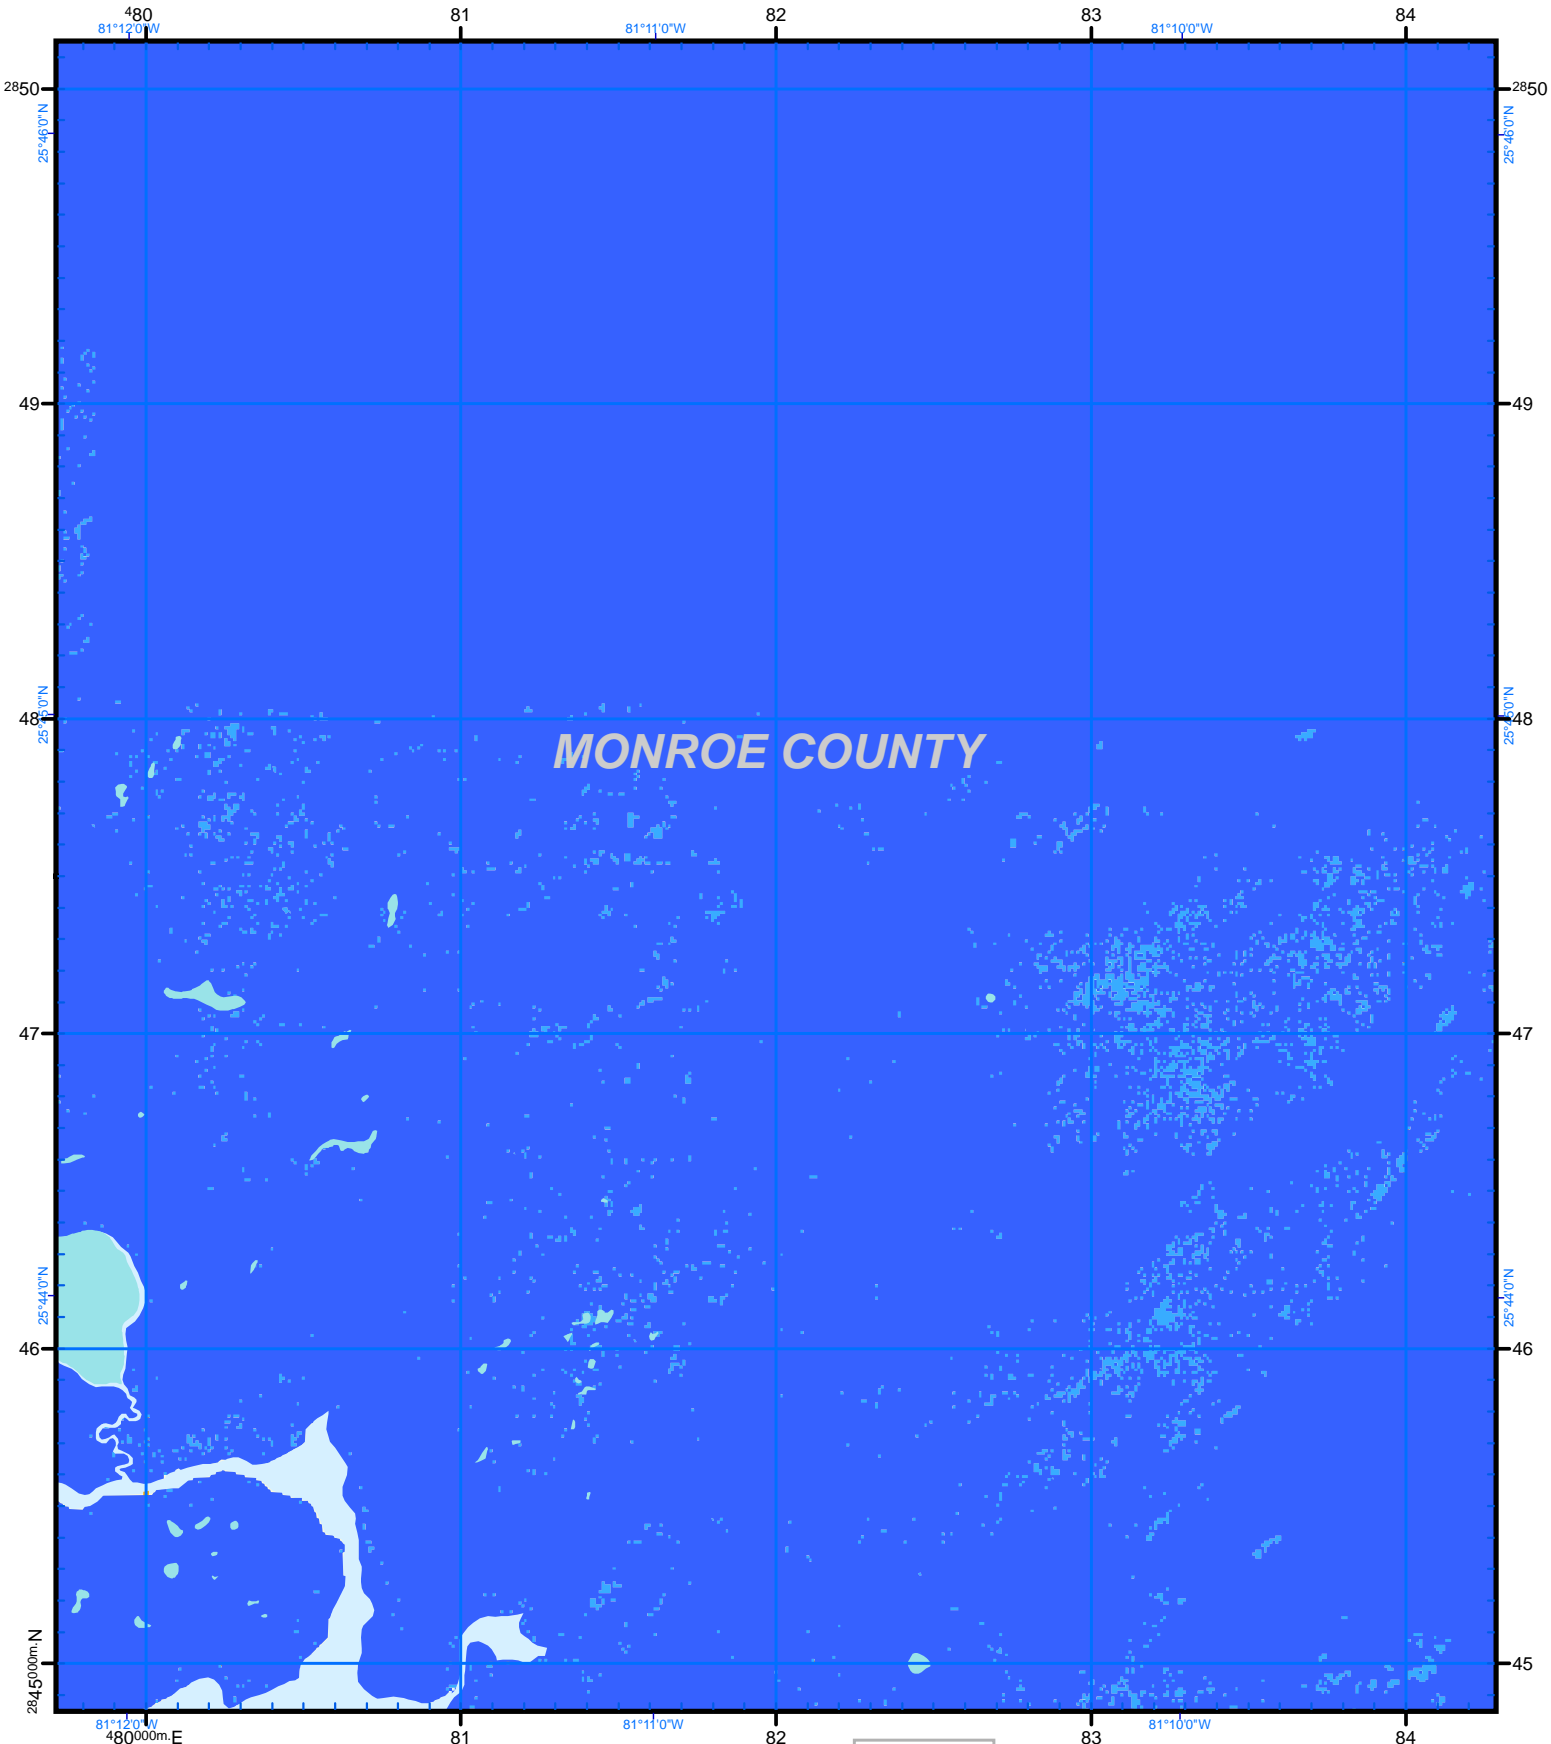 480 81 82 83 84
81°12'0"W 81°11'0"W 81°10'0"W
2850 2850
25°46'0"N 25°46'0"N
49 49
25°45'0"N 25°45'0"N
48 48
MONROE COUNTY
47 47
25°44'0"N 25°44'0"N
46 46
2845000m.N 45
81°12'0"W 81°11'0"W 81°10'0"W
480000m.E 81 82 83 84